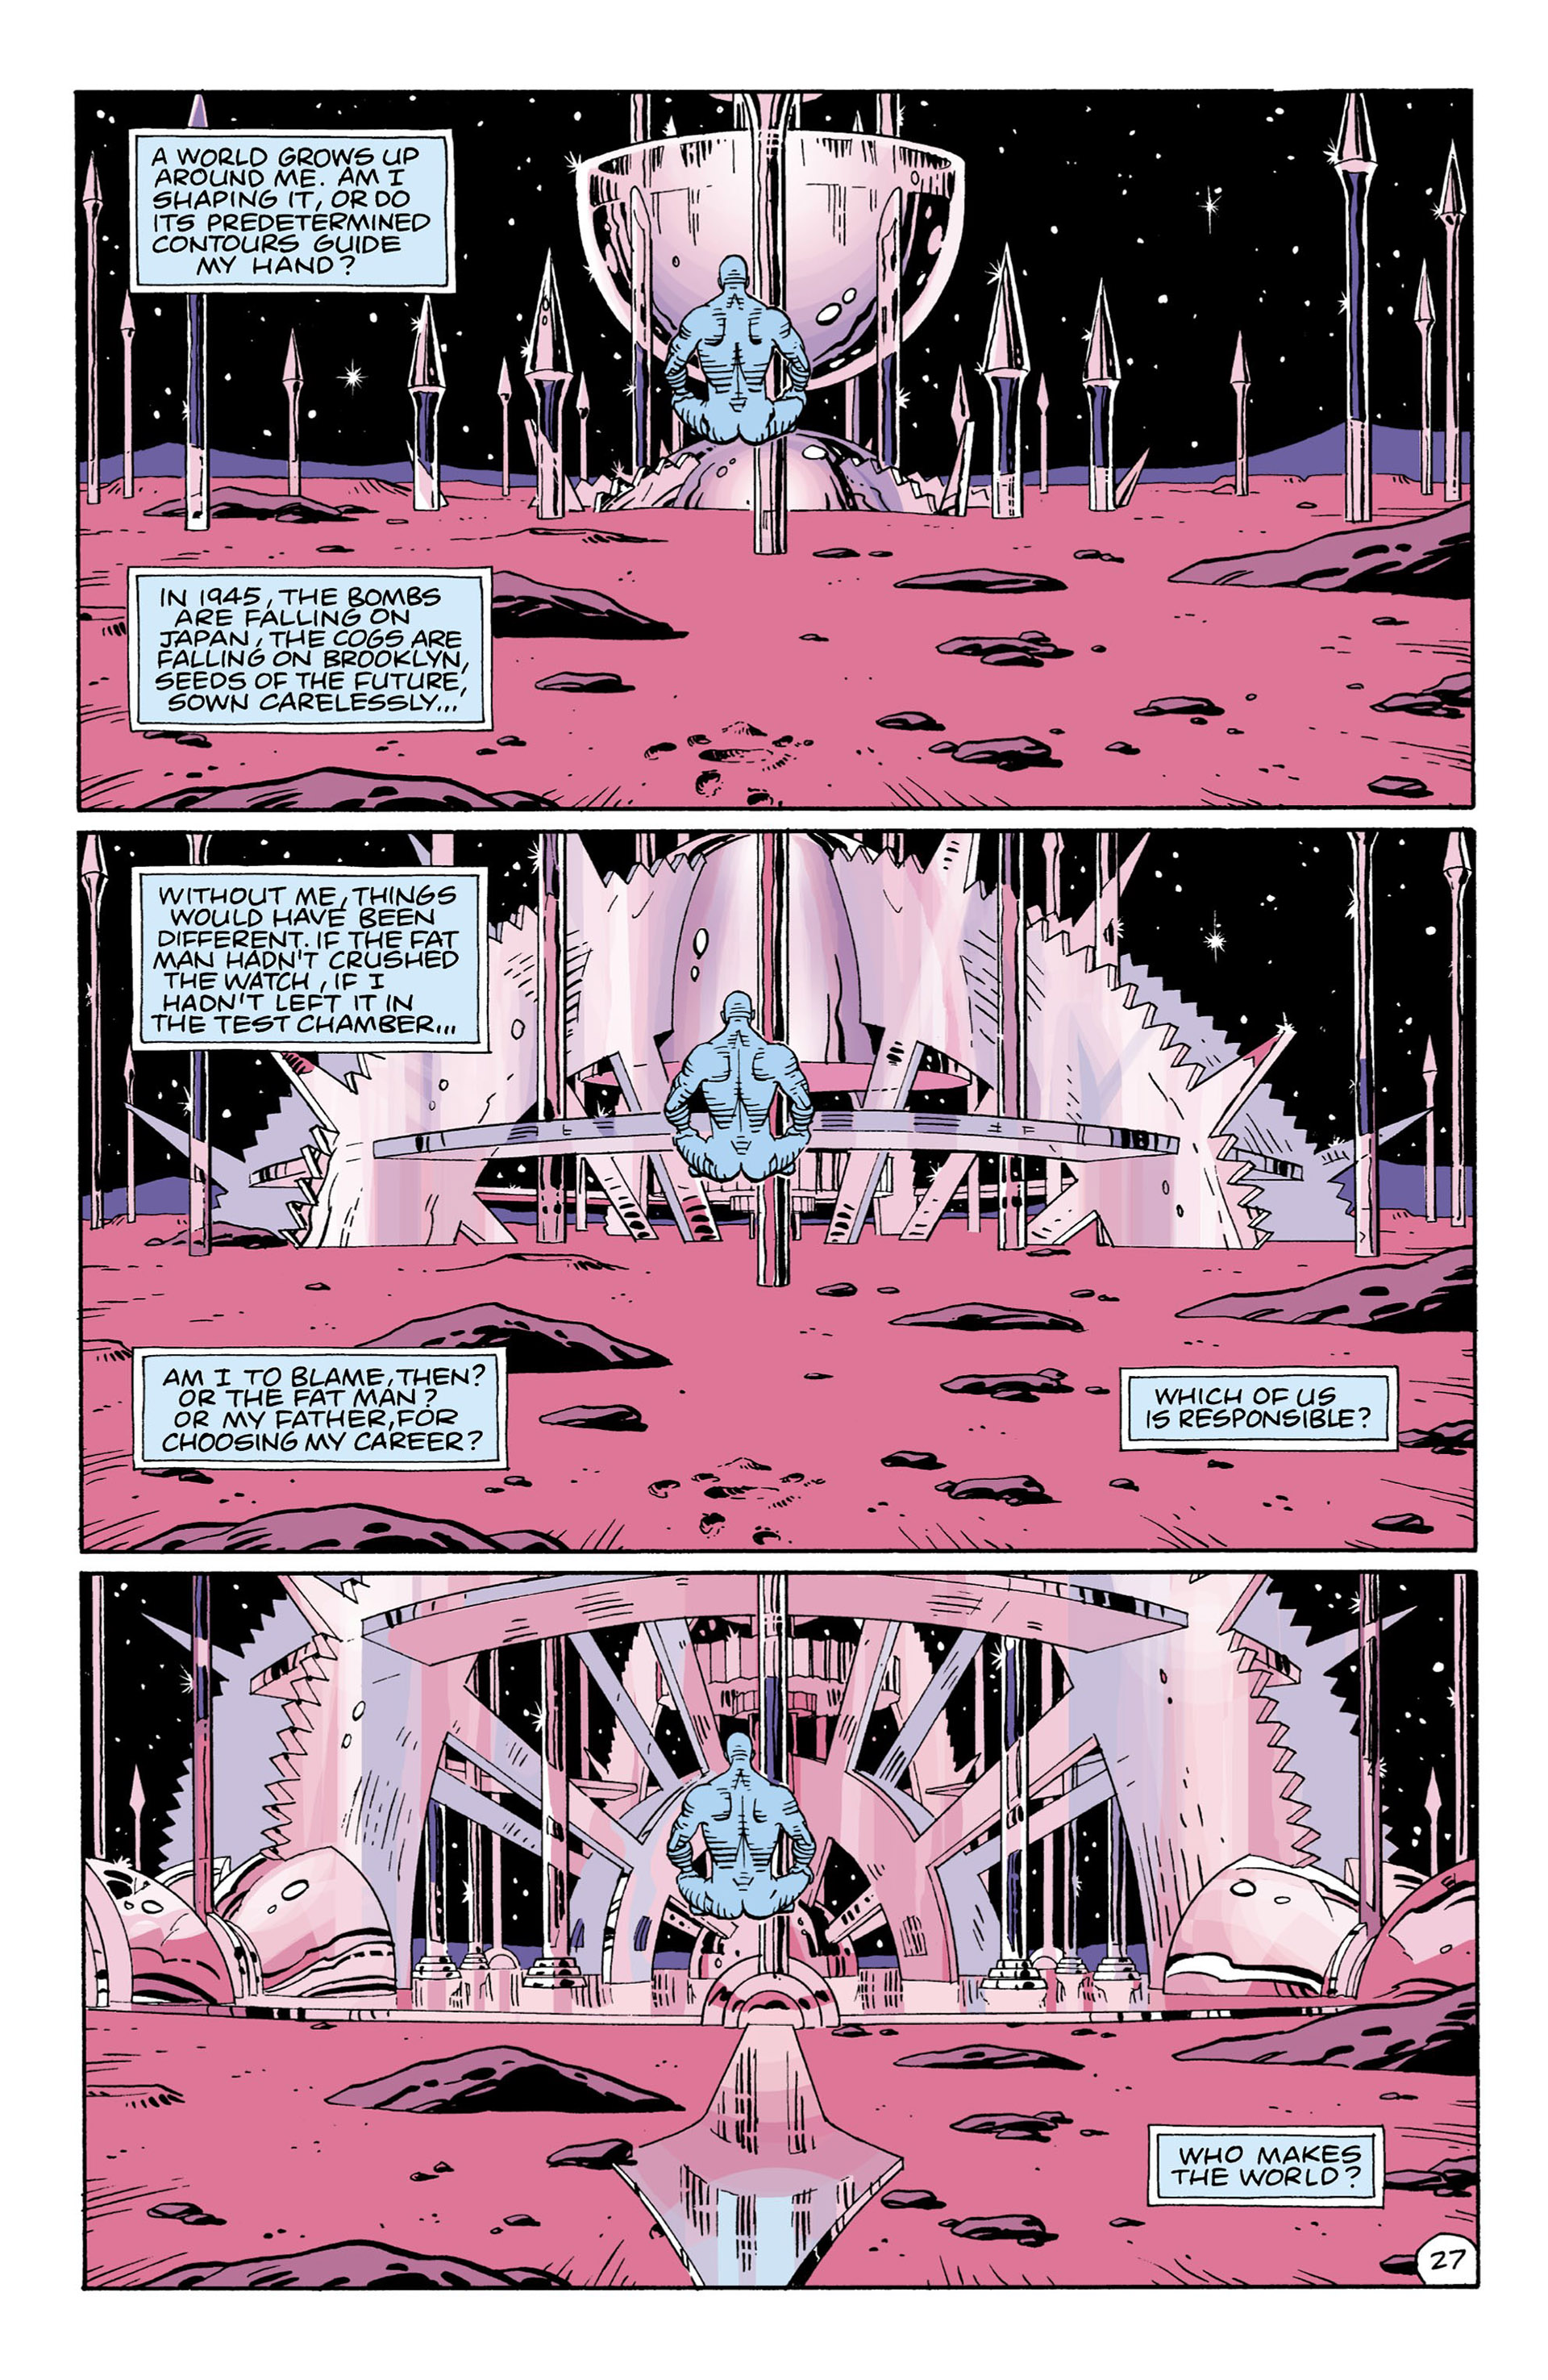 A WORLD GROWS UP
AROUND ME. AM I
SHAPING IT, OR DO
ITS PREDETERMINED
CONTOURS GUIDE
MY HAND?
IN 1945, THE BOMBS
ARE FALLING ON
JAPAN, THE COGS ARE
FALLING ON BROOKLYN,
SEEDS OF THE FUTURE,
SOWN CARELESSLY...
WITHOUT ME, THINGS
WOULD HAVE BEEN
DIFFERENT. IF THE FAT
MAN HADN'T CRUSHED
THE WATCH, IF I
HADN'T LEFT IT IN
THE TEST CHAMBER...
AM I TO BLAME, THEN?
OR THE FAT MAN?
OR MY FATHER, FOR
CHOOSING MY CAREER?
WHICH OF US
IS RESPONSIBLE?
WHO MAKES
THE WORLD?
27